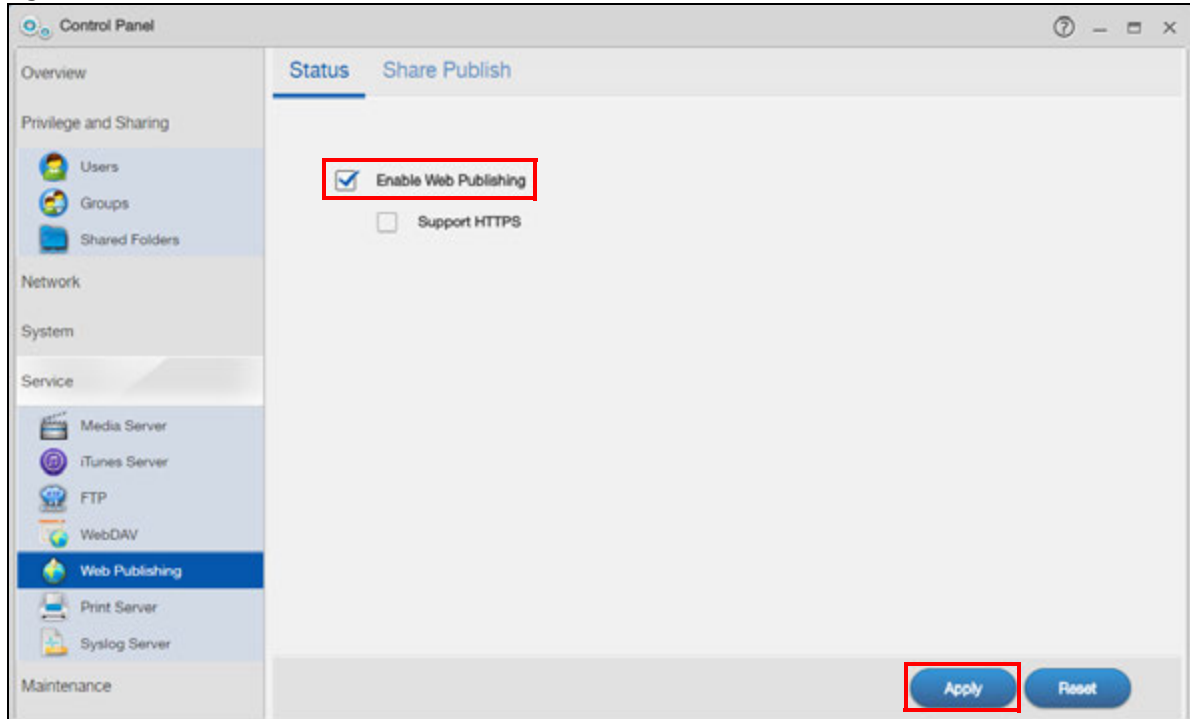 Control Panel
Overview
Privilege and Sharing
Users
Groups
Shared Folders
Network
System
Service
Media Server
iTunes Server
FTP
WebDAV
Web Publishing
Print Server
Syslog Server
Maintenance
Status Share Publish
Enable Web Publishing
Support HTTPS
Apply Reset